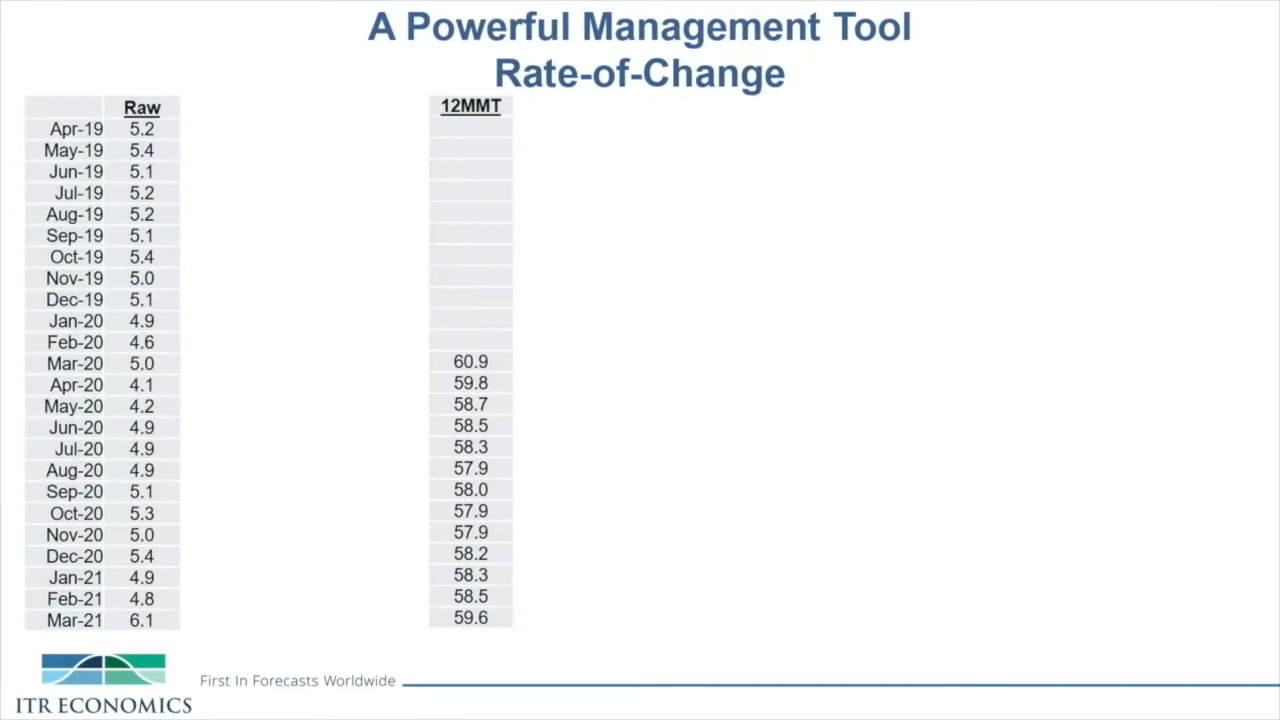 A Powerful Management Tool
Rate-of-Change
Raw 12MMT
Apr-19 5.2
May-19 5.4
Jun-19 5.1
Jul-19 5.2
Aug-19 5.2
Sep-19 5.1
Oct-19 5.4
Nov-19 5.0
Dec-19 5.1
Jan-20 4.9
Feb-20 4.6
Mar-20 5.0 60.9
Apr-20 4.1 59.8
May-20 4.2 58.7
Jun-20 4.9 58.5
Jul-20 4.9 58.3
Aug-20 4.9 57.9
Sep-20 5.1 58.0
Oct-20 5.3 57.9
Nov-20 5.0 57.9
Dec-20 5.4 58.2
Jan-21 4.9 58.3
Feb-21 4.8 58.5
Mar-21 6.1 59.6
First In Forecasts Worldwide
ITR ECONOMICS